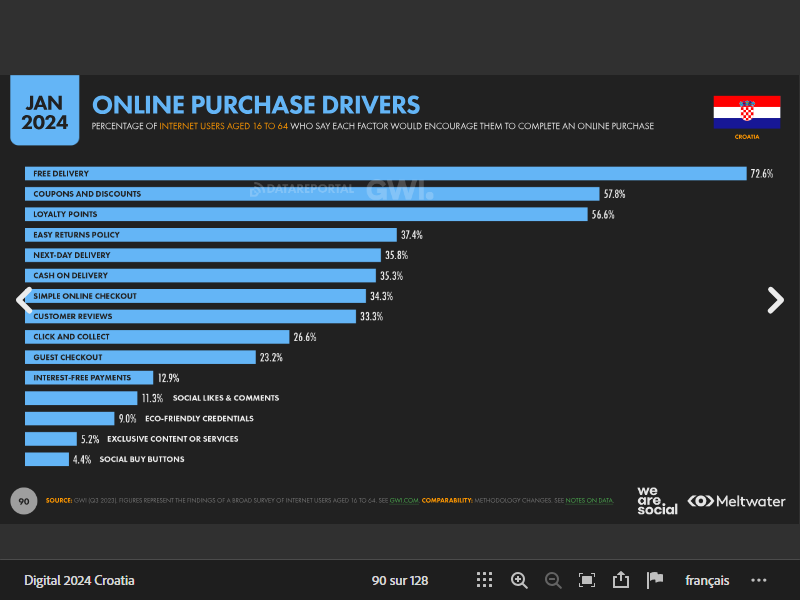 JAN
2024
ONLINE PURCHASE DRIVERS
PERCENTAGE OF INTERNET USERS AGED 16 TO 64 WHO SAY EACH FACTOR WOULD ENCOURAGE THEM TO COMPLETE AN ONLINE PURCHASE
CROATIA
FREE DELIVERY 72.6%
DATAREPORTAL GWI.
COUPONS AND DISCOUNTS 57.8%
LOYALTY POINTS 56.6%
EASY RETURNS POLICY 37.4%
NEXT-DAY DELIVERY 35.8%
CASH ON DELIVERY 35.3%
SIMPLE ONLINE CHECKOUT 34.3%
CUSTOMER REVIEWS 33.3%
CLICK AND COLLECT 26.6%
GUEST CHECKOUT 23.2%
INTEREST-FREE PAYMENTS 12.9%
11.3% SOCIAL LIKES & COMMENTS
9.0% ECO-FRIENDLY CREDENTIALS
5.2% EXCLUSIVE CONTENT OR SERVICES
4.4% SOCIAL BUY BUTTONS
90
SOURCE: GWI (Q3 2023). FIGURES REPRESENT THE FINDINGS OF A BROAD SURVEY OF INTERNET USERS AGED 16 TO 64. SEE GWI.COM. COMPARABILITY: METHODOLOGY CHANGES. SEE NOTES ON DATA.
we
are
social
Meltwater
Digital 2024 Croatia
90 sur 128
français